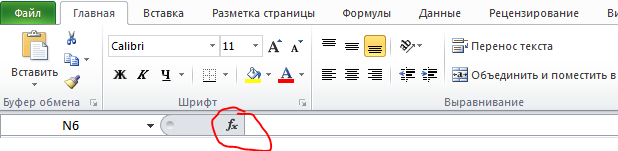 Файл Главная Вставка Разметка страницы Формулы Данные Рецензирование Ви
Calibri 11 A A Перенос текста
Вставить Ж К Ч А Объединить и поместить в
Буфер обмена Шрифт Выравнивание
N6 fx